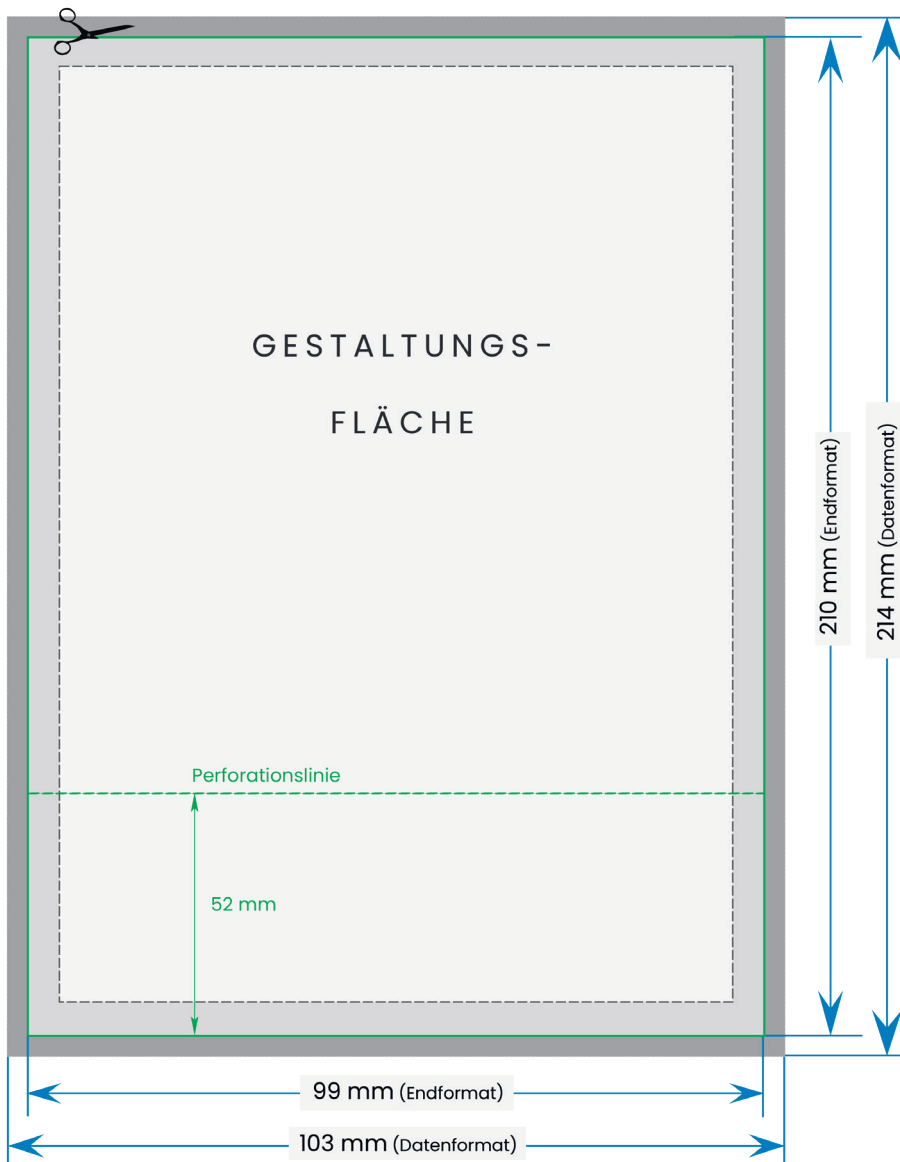 GESTALTUNGS-
FLÄCHE
210 mm (Endformat)
214 mm (Datenformat)
Perforationslinie
52 mm
99 mm (Endformat)
103 mm (Datenformat)